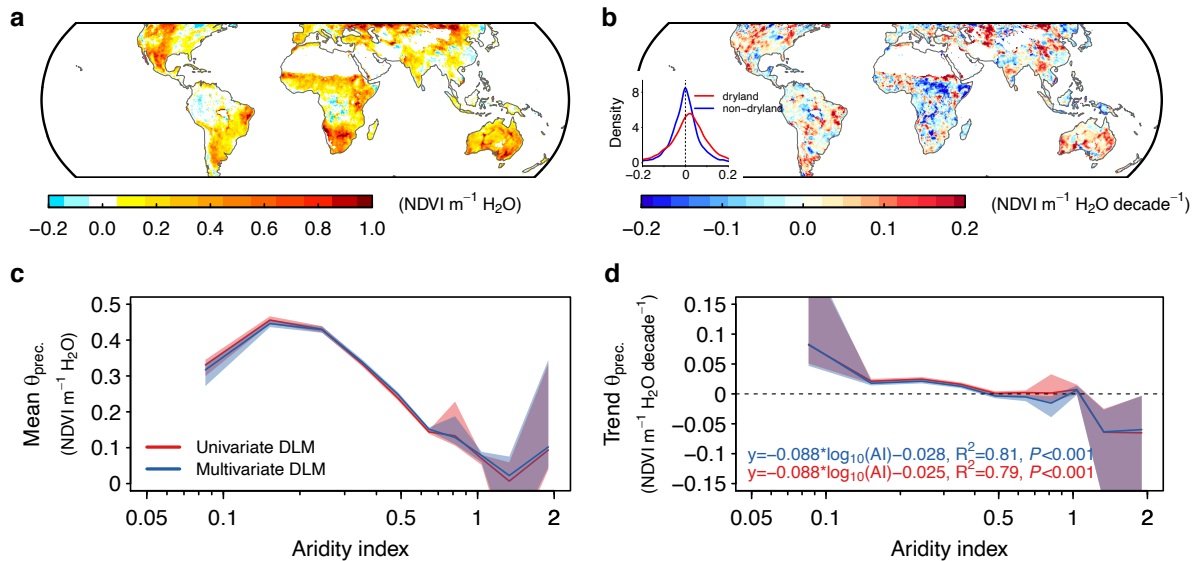 a
−0.2 0.0 0.2 0.4 0.6 0.8 1.0
(NDVI m⁻¹ H₂O)
b
Density
8
4
0
−0.2 0 0.2
dryland
non−dryland
−0.2 −0.1 0.0 0.1 0.2
(NDVI m⁻¹ H₂O decade⁻¹)
c
Mean θprec.
(NDVI m⁻¹ H₂O)
0.5
0.4
0.3
0.2
0.1
0
Univariate DLM
Multivariate DLM
0.05 0.1 0.5 1 2
Aridity index
d
Trend θprec.
(NDVI m⁻¹ H₂O decade⁻¹)
0.15
0.1
0.05
0
−0.05
−0.1
−0.15
y=−0.088*log₁₀(AI)−0.028, R²=0.81, P<0.001
y=−0.088*log₁₀(AI)−0.025, R²=0.79, P<0.001
0.05 0.1 0.5 1 2
Aridity index